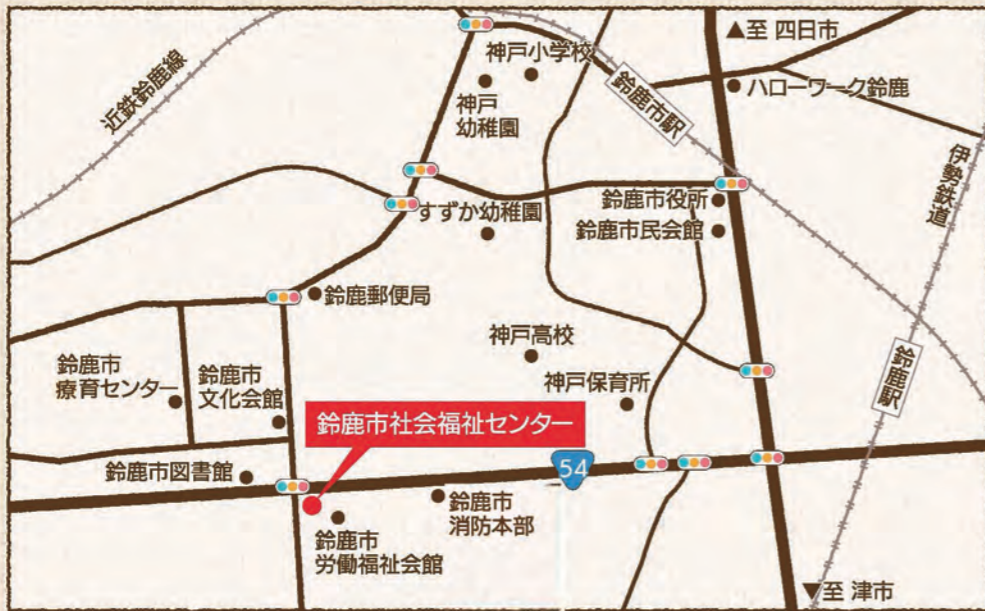 ▲至 四日市
神戸小学校
近鉄鈴鹿線
神戸
幼稚園
鈴鹿市駅
ハローワーク鈴鹿
伊勢鉄道
すずか幼稚園
鈴鹿市役所
鈴鹿市民会館
鈴鹿郵便局
神戸高校
鈴鹿市
療育センター
鈴鹿市
文化会館
神戸保育所
鈴鹿駅
鈴鹿市社会福祉センター
鈴鹿市図書館
54
鈴鹿市
消防本部
鈴鹿市
労働福祉会館
▼至 津市